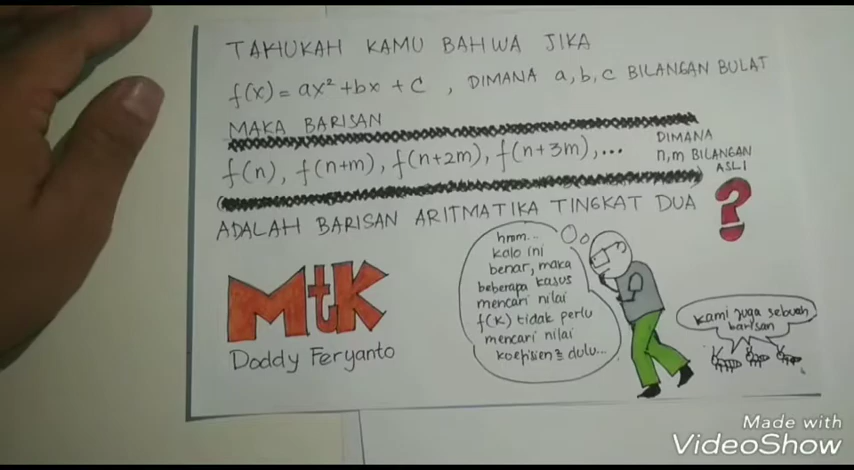 TAHUKAH KAMU BAHWA JIKA
f(x) = ax² + bx + c , DIMANA a, b, c BILANGAN BULAT
MAKA BARISAN
f(n), f(n+m), f(n+2m), f(n+3m), ...
DIMANA
n,m BILANGAN
ASLI
ADALAH BARISAN ARITMATIKA TINGKAT DUA ?
hmm...
kalo ini
benar, maka
beberapa kasus
mencari nilai
f(k) tidak perlu
mencari nilai
koefisien² dulu...
kami juga sebuah
barisan
MtK
Doddy Feryanto
Made with
VideoShow